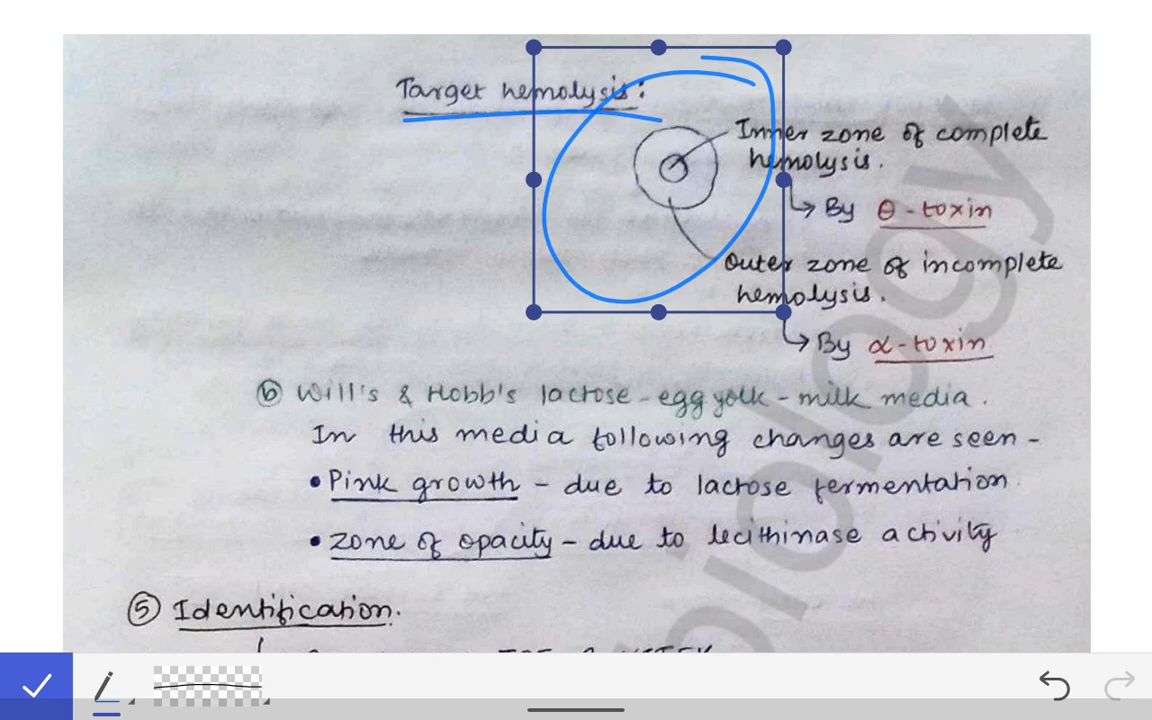 Target hemolysis:
Inner zone of complete
hemolysis.
↳ By θ-toxin
Outer zone of incomplete
hemolysis.
↳ By α-toxin
⑥ Will's & Hobb's lactose-egg yolk-milk media.
In this media following changes are seen -
• Pink growth - due to lactose fermentation
• Zone of opacity - due to lecithinase activity
⑤ Identification.